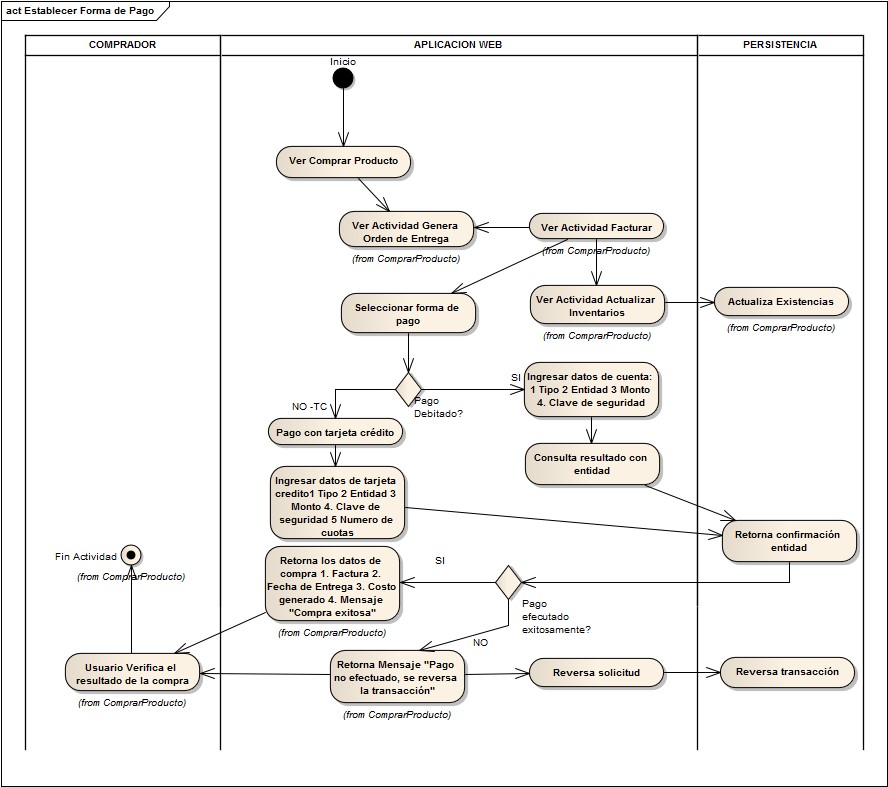 act Establecer Forma de Pago
COMPRADOR
APLICACION WEB
PERSISTENCIA
Inicio
Ver Comprar Producto
Ver Actividad Genera
Orden de Entrega
(from ComprarProducto)
Ver Actividad Facturar
(from ComprarProducto)
Seleccionar forma de
pago
Ver Actividad Actualizar
Inventarios
(from ComprarProducto)
Actualiza Existencias
(from ComprarProducto)
Pago
Debitado?
SI
NO -TC
Ingresar datos de cuenta:
1 Tipo 2 Entidad 3 Monto
4. Clave de seguridad
Pago con tarjeta crédito
Consulta resultado con
entidad
Ingresar datos de tarjeta
credito1 Tipo 2 Entidad 3
Monto 4. Clave de
seguridad 5 Numero de
cuotas
Retorna confirmación
entidad
Fin Actividad
(from ComprarProducto)
Retorna los datos de
compra 1. Factura 2.
Fecha de Entrega 3. Costo
generado 4. Mensaje
"Compra exitosa"
(from ComprarProducto)
SI
Pago
efecutado
exitosamente?
NO
Usuario Verifica el
resultado de la compra
(from ComprarProducto)
Retorna Mensaje "Pago
no efectuado, se reversa
la transacción"
(from ComprarProducto)
Reversa solicitud
Reversa transacción